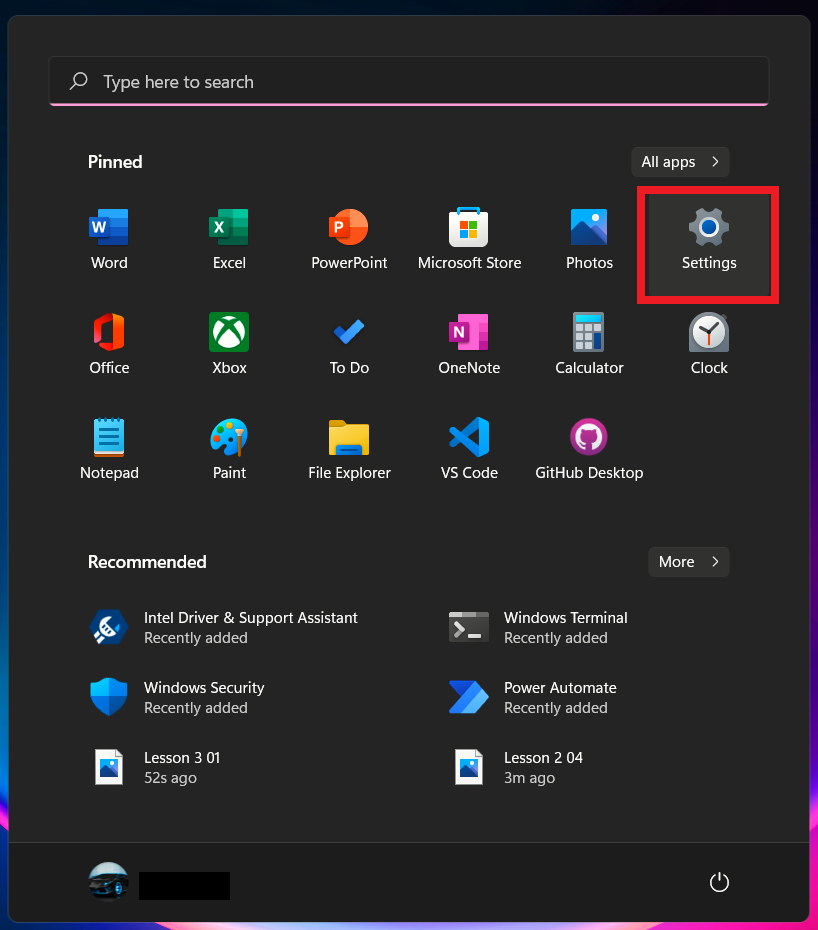 Type here to search
Pinned
All apps
Word
Excel
PowerPoint
Microsoft Store
Photos
Settings
Office
Xbox
To Do
OneNote
Calculator
Clock
Notepad
Paint
File Explorer
VS Code
GitHub Desktop
Recommended
More
Intel Driver & Support Assistant
Recently added
Windows Terminal
Recently added
Windows Security
Recently added
Power Automate
Recently added
Lesson 3 01
52s ago
Lesson 2 04
3m ago